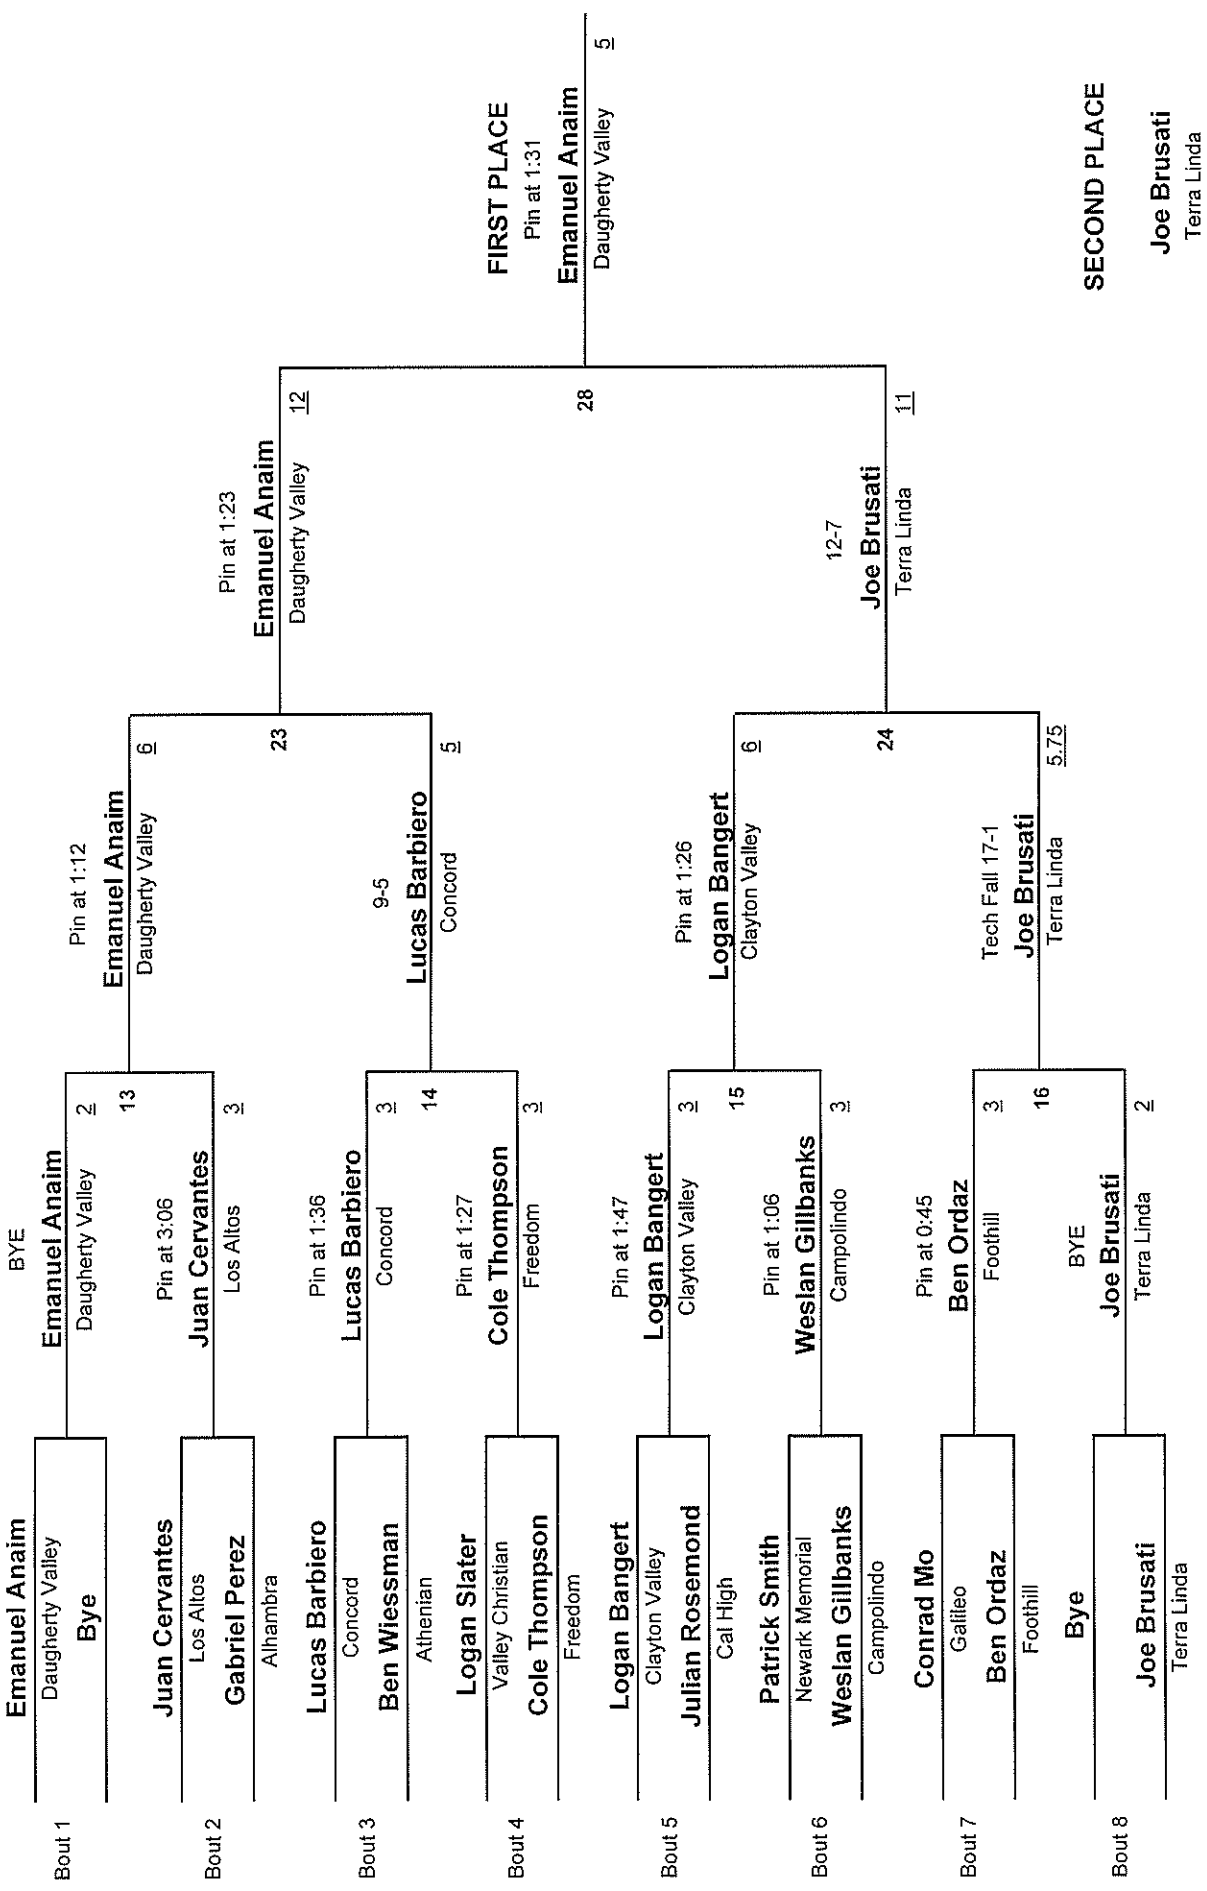 Bout 1
Emanuel Anaim
Daugherty Valley
Bye
Bout 2
Juan Cervantes
Los Altos
Gabriel Perez
Alhambra
Bout 3
Lucas Barbiero
Concord
Ben Wiessman
Athenian
Bout 4
Logan Slater
Valley Christian
Cole Thompson
Freedom
Bout 5
Logan Bangert
Clayton Valley
Julian Rosemond
Cal High
Bout 6
Patrick Smith
Newark Memorial
Weslan Gillbanks
Campolindo
Bout 7
Conrad Mo
Galileo
Ben Ordaz
Foothill
Bout 8
Bye
Joe Brusati
Terra Linda
BYE
Emanuel Anaim
Daugherty Valley
2
13
Pin at 3:06
Juan Cervantes
Los Altos
3
Pin at 1:36
Lucas Barbiero
Concord
3
14
Pin at 1:27
Cole Thompson
Freedom
3
Pin at 1:47
Logan Bangert
Clayton Valley
3
15
Pin at 1:06
Weslan Gillbanks
Campolindo
3
Pin at 0:45
Ben Ordaz
Foothill
3
16
BYE
Joe Brusati
Terra Linda
2
Pin at 1:12
Emanuel Anaim
Daugherty Valley
6
23
9-5
Lucas Barbiero
Concord
5
Pin at 1:26
Logan Bangert
Clayton Valley
6
24
Tech Fall 17-1
Joe Brusati
Terra Linda
5.75
Pin at 1:23
Emanuel Anaim
Daugherty Valley
12
28
12-7
Joe Brusati
Terra Linda
11
FIRST PLACE
Pin at 1:31
Emanuel Anaim
Daugherty Valley
5
SECOND PLACE
Joe Brusati
Terra Linda